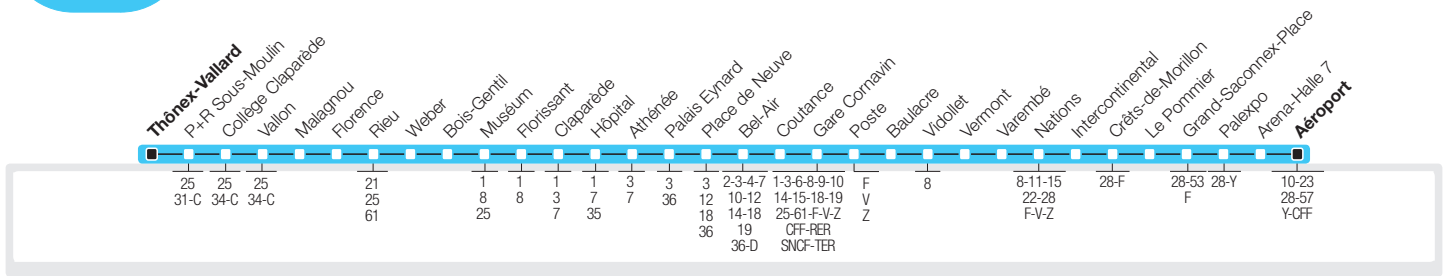 Thônex-Vallard
P+R Sous-Moulin
Collège Claparède
Vallon
Malagnou
Florence
Rieu
Weber
Bois-Gentil
Muséum
Florissant
Claparède
Hôpital
Athénée
Palais Eynard
Place de Neuve
Bel-Air
Coutance
Gare Cornavin
Poste
Baulacre
Vidollet
Vermont
Varembé
Nations
Intercontinental
Crêts-de-Morillon
Le Pommier
Grand-Saconnex-Place
Palexpo
Arena-Halle 7
Aéroport
25
31-C
25
34-C
25
34-C
21
25
61
1
8
25
1
8
1
3
7
1
7
35
3
7
3
36
3
12
18
36
2-3-4-7
10-12
14-18
19
36-D
1-3-6-8-9-10
14-15-18-19
25-61-F-V-Z
CFF-RER
SNCF-TER
F
V
Z
8
8-11-15
22-28
F-V-Z
28-F
28-53
F
28-Y
10-23
28-57
Y-CFF